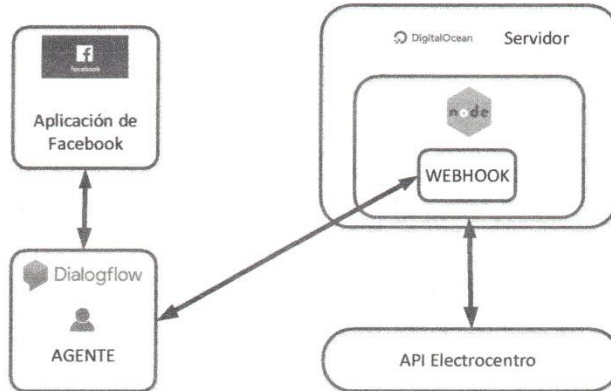 facebook
Aplicación de
Facebook
DigitalOcean Servidor
node
WEBHOOK
Dialogflow
AGENTE
API Electrocentro